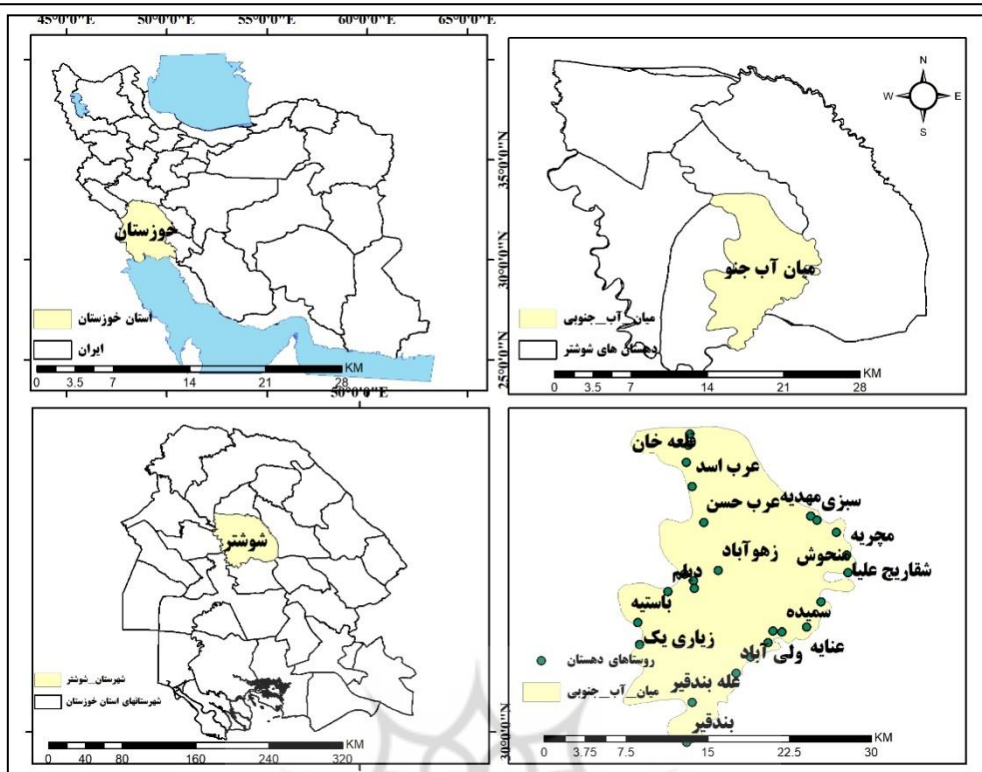 45°0'0"E 50°0'0"E 55°0'0"E 60°0'0"E 65°0'0"E
خوزستان
استان خوزستان
ایران
KM
0 3.5 7 14 21 28
50°0'0"E
35°0'0"N
30°0'0"N
25°0'0"N
N
W E
S
میان آب جنو
میان_آب_جنوبی
دهستان های شوشتر
KM
0 3.5 7 14 21 28
شوشتر
شهرستان_شوشتر
شهرستانهای استان خوزستان
KM
0 40 80 160 240 320
30°0'0"N
قلعه خان
عرب اسد
عرب حسن
مهدیه
سبزی
مچریه
منحوش
شقاریج علیا
زهوآباد
دیلم
باستیه
سمیده
زیاری یک
عنایه
ولی آباد
عله بندقیر
بندقیر
روستاهای دهستان
میان_آب_جنوبی
KM
0 3.75 7.5 15 22.5 30